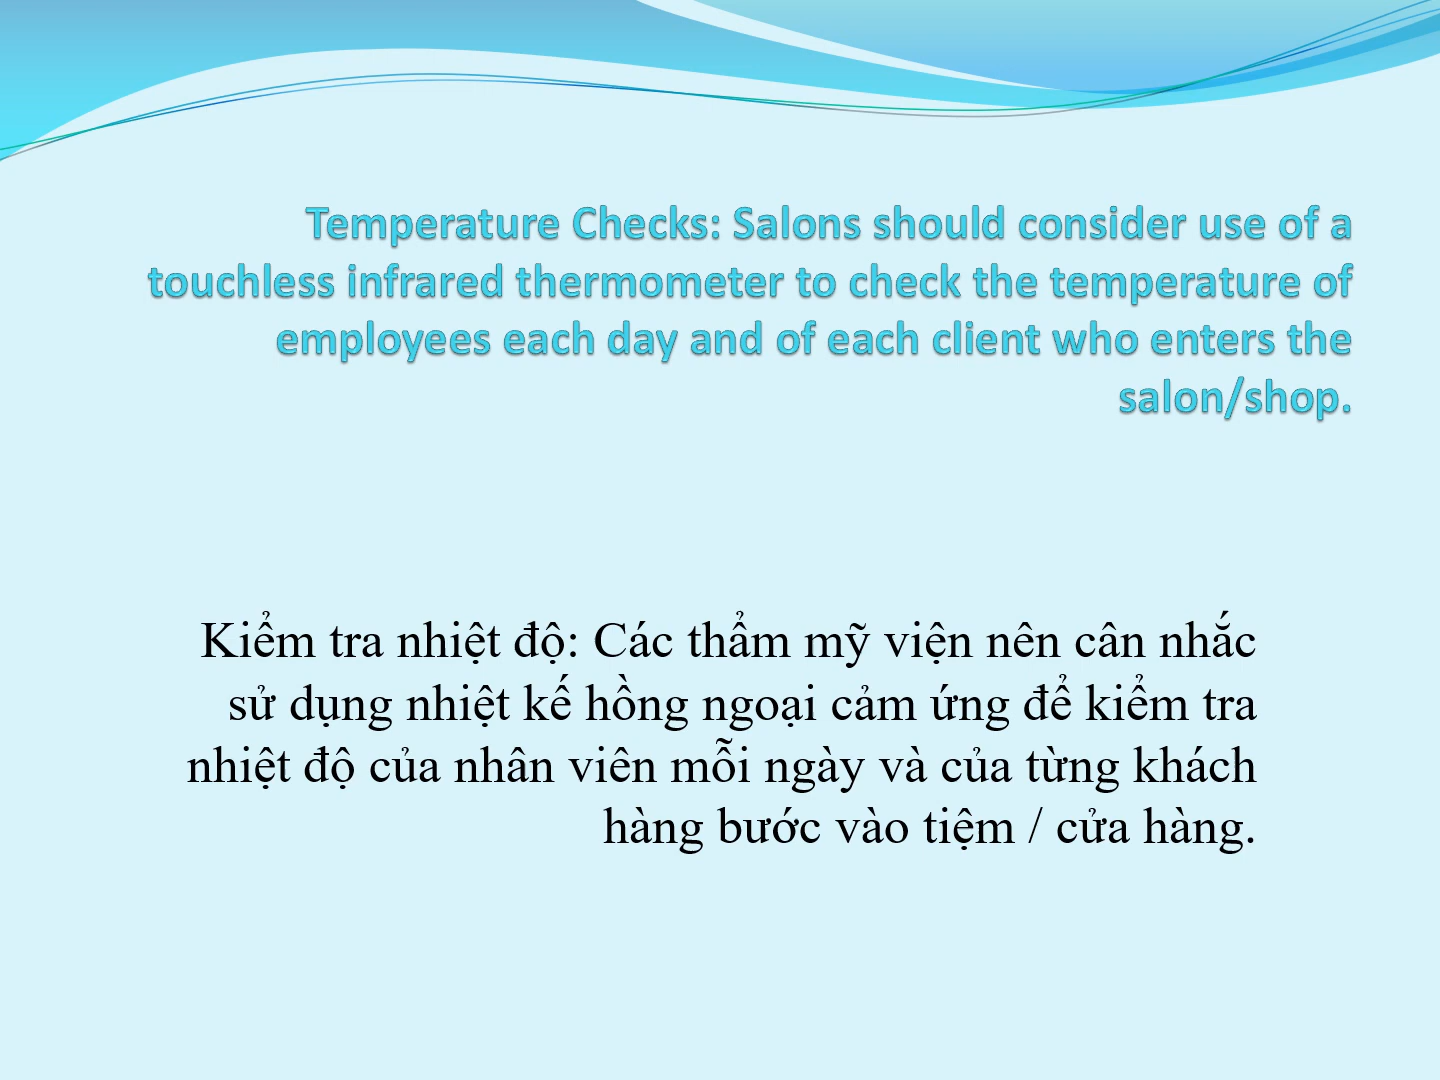 Temperature Checks: Salons should consider use of a
touchless infrared thermometer to check the temperature of
employees each day and of each client who enters the
salon/shop.
Kiểm tra nhiệt độ: Các thẩm mỹ viện nên cân nhắc
sử dụng nhiệt kế hồng ngoại cảm ứng để kiểm tra
nhiệt độ của nhân viên mỗi ngày và của từng khách
hàng bước vào tiệm / cửa hàng.